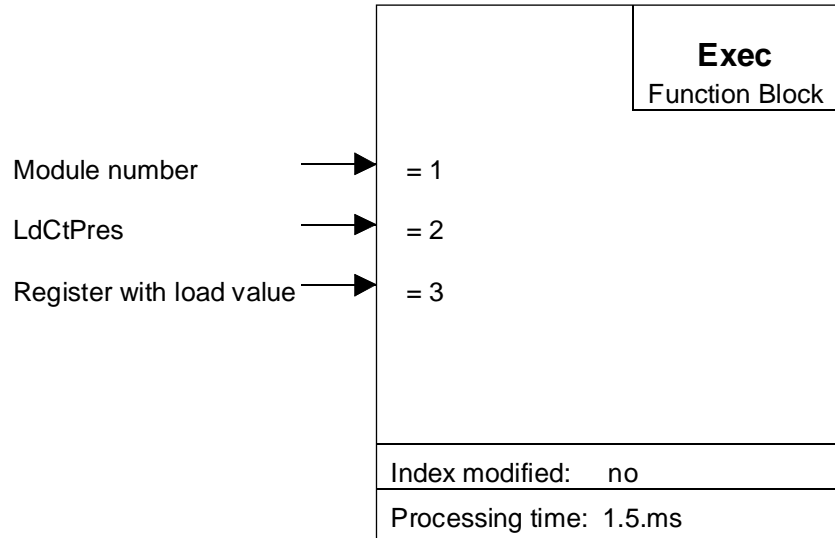 Exec
Function Block
Module number = 1
LdCtPres = 2
Register with load value = 3
Index modified: no
Processing time: 1.5.ms